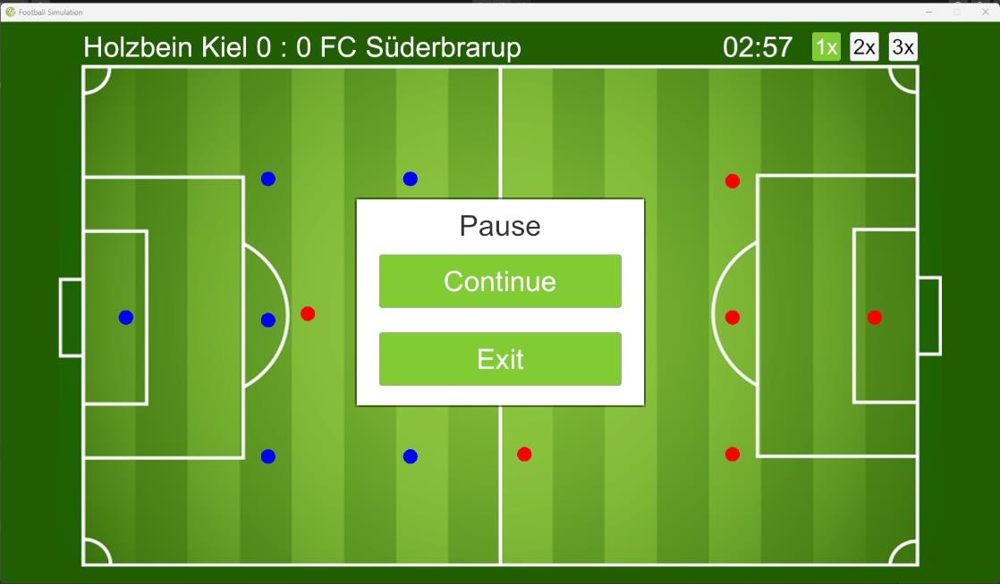 Football Simulation
Holzbein Kiel 0 : 0 FC Süderbrarup 02:57 1x 2x 3x
Pause
Continue
Exit